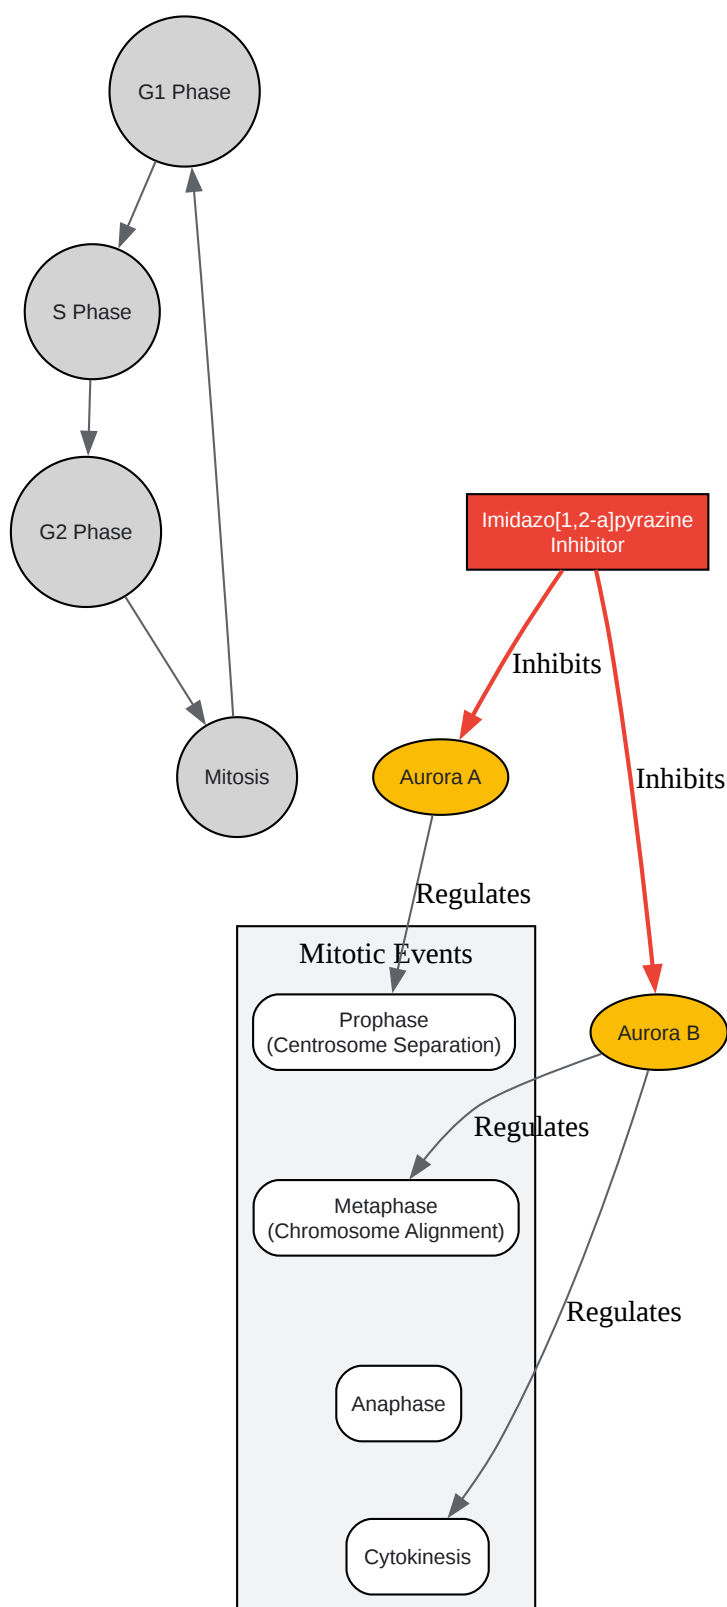 G1 Phase
S Phase
G2 Phase
Imidazo[1,2-a]pyrazine
Inhibitor
Inhibits
Mitosis
Aurora A
Inhibits
Regulates
Mitotic Events
Prophase
(Centrosome Separation)
Aurora B
Regulates
Metaphase
(Chromosome Alignment)
Regulates
Anaphase
Cytokinesis